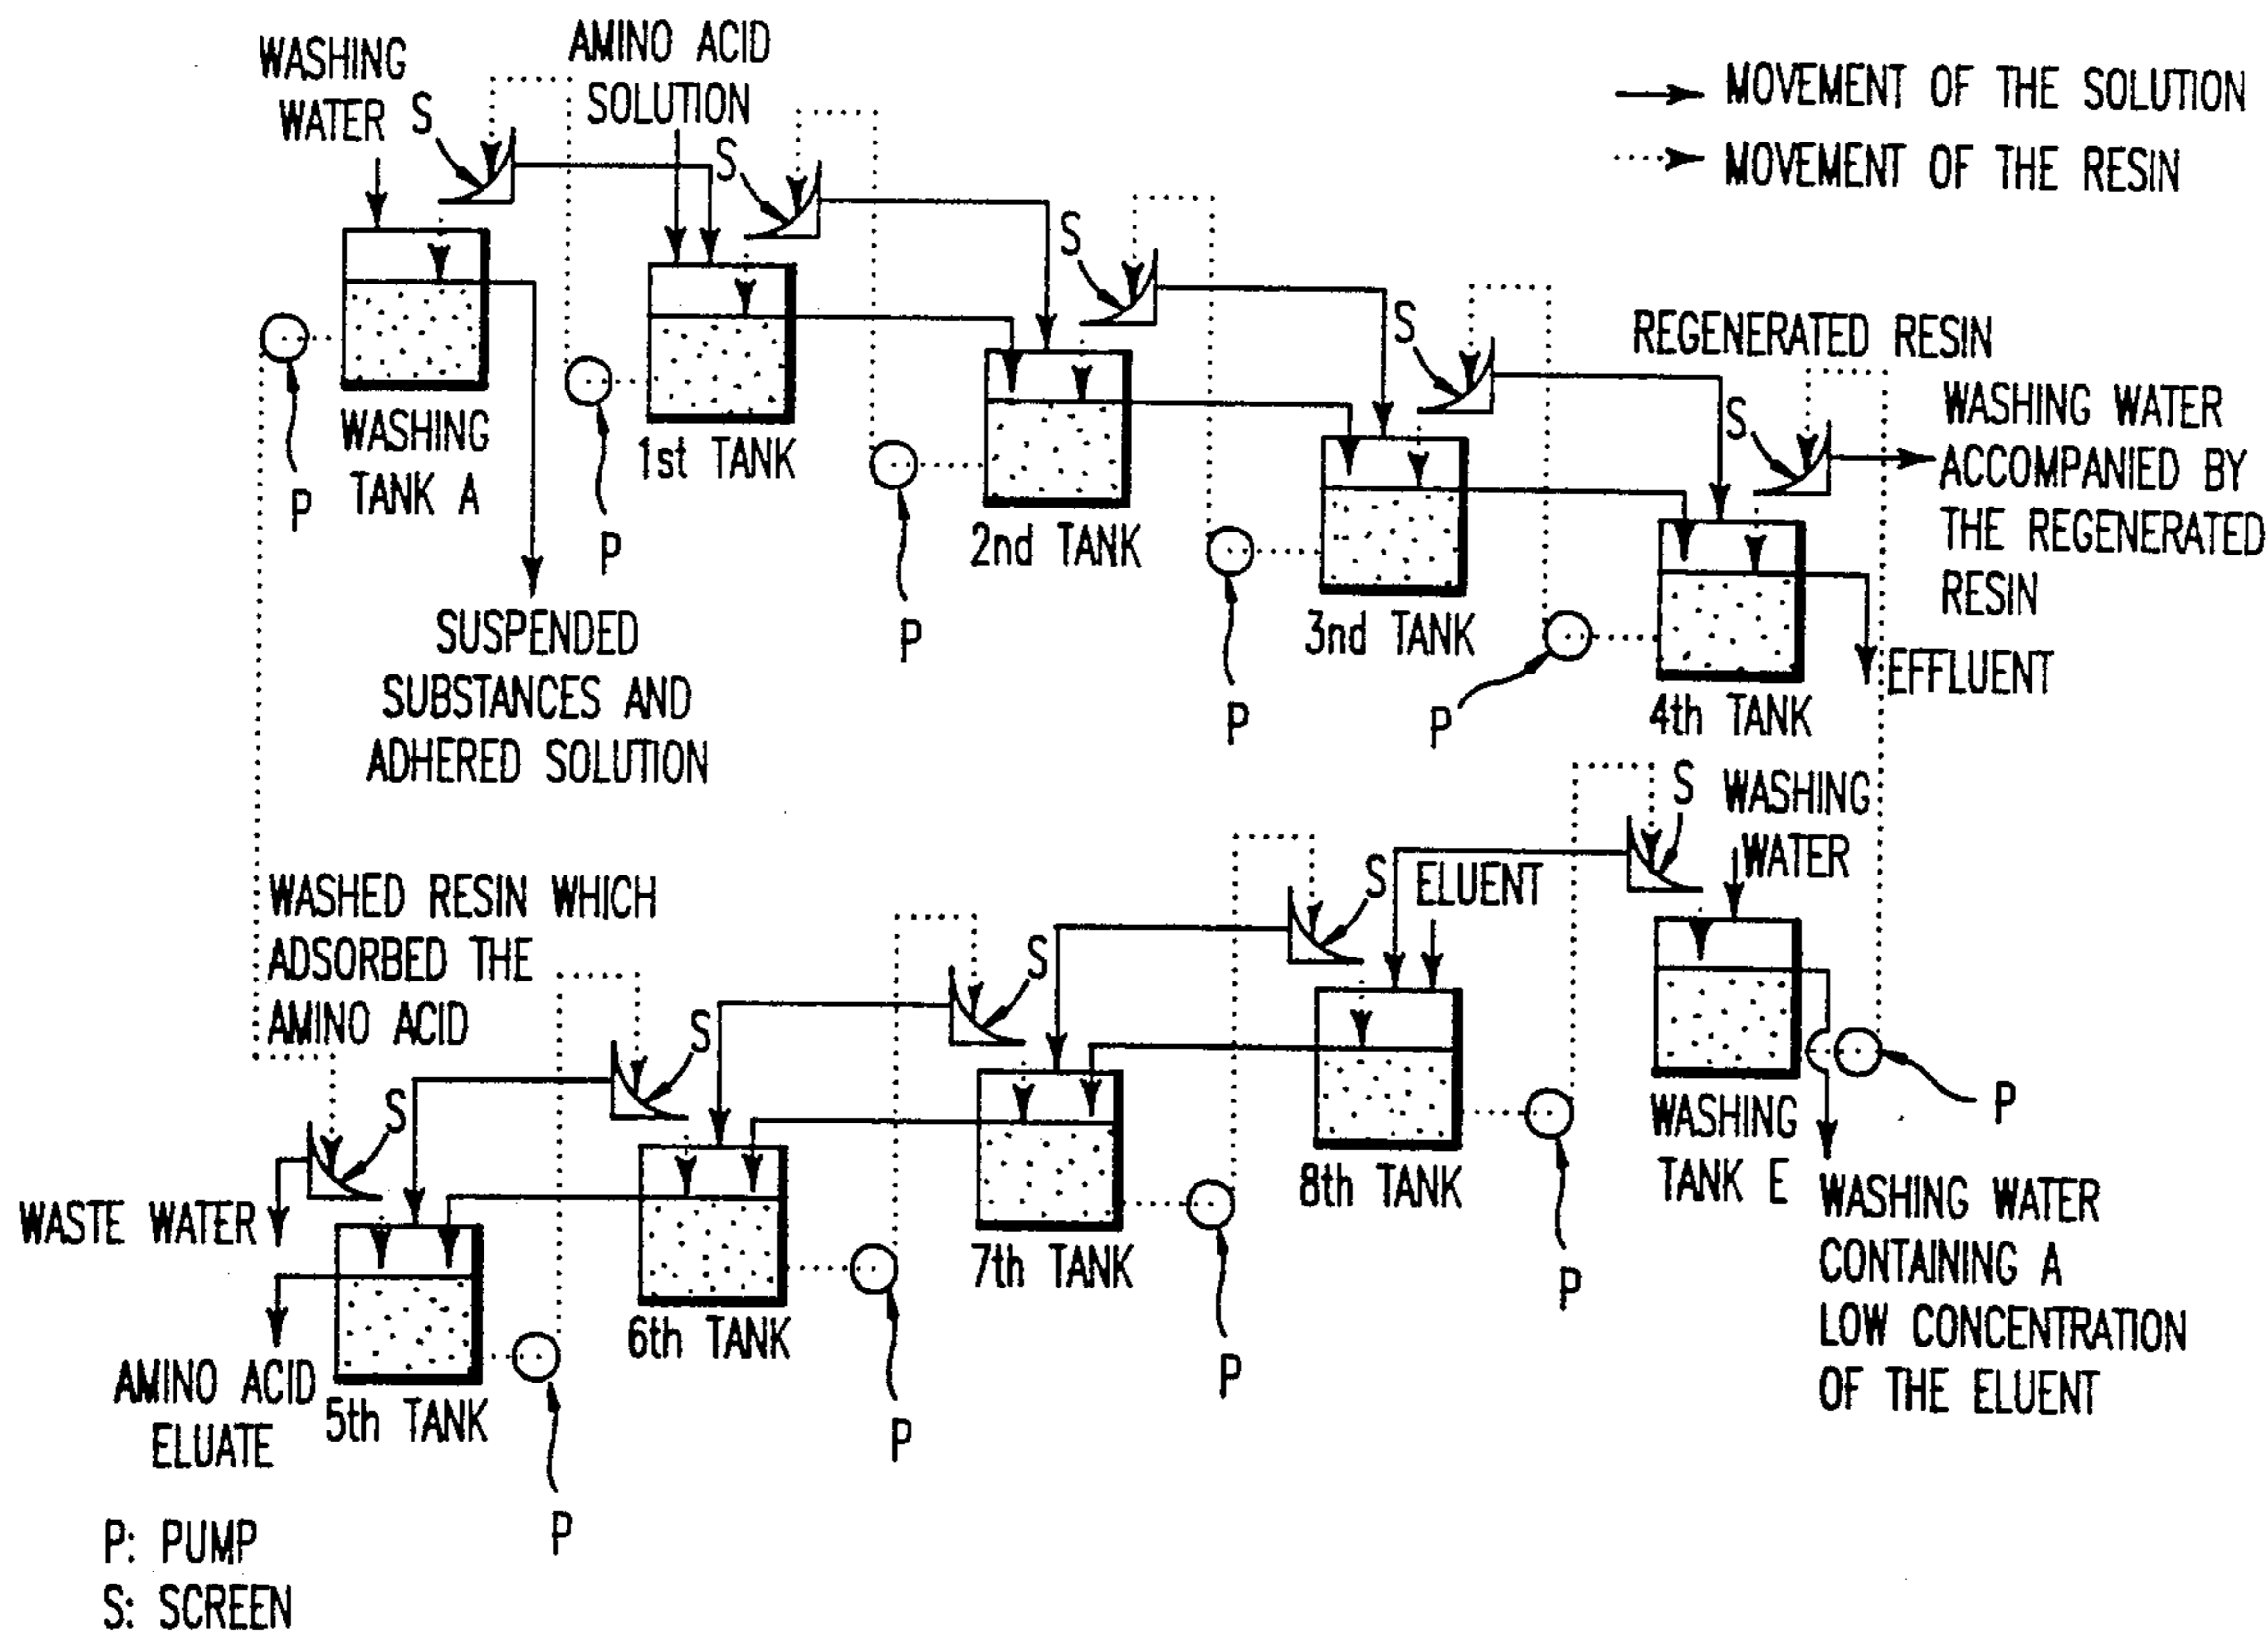 WASHING
WATER
S
AMINO ACID
SOLUTION
S
MOVEMENT OF THE SOLUTION
MOVEMENT OF THE RESIN
S
S
REGENERATED RESIN
S
WASHING WATER
ACCOMPANIED BY
THE REGENERATED
RESIN
P
WASHING
TANK A
P
1st TANK
P
2nd TANK
P
3nd TANK
P
4th TANK
EFFLUENT
SUSPENDED
SUBSTANCES AND
ADHERED SOLUTION
WASHED RESIN WHICH
ADSORBED THE
AMINO ACID
S
S
S
S
ELUENT
S
WASHING
WATER
WASTE WATER
AMINO ACID
ELUATE
5th TANK
P
6th TANK
P
7th TANK
P
8th TANK
P
WASHING
TANK E
P
WASHING WATER
CONTAINING A
LOW CONCENTRATION
OF THE ELUENT
P: PUMP
S: SCREEN